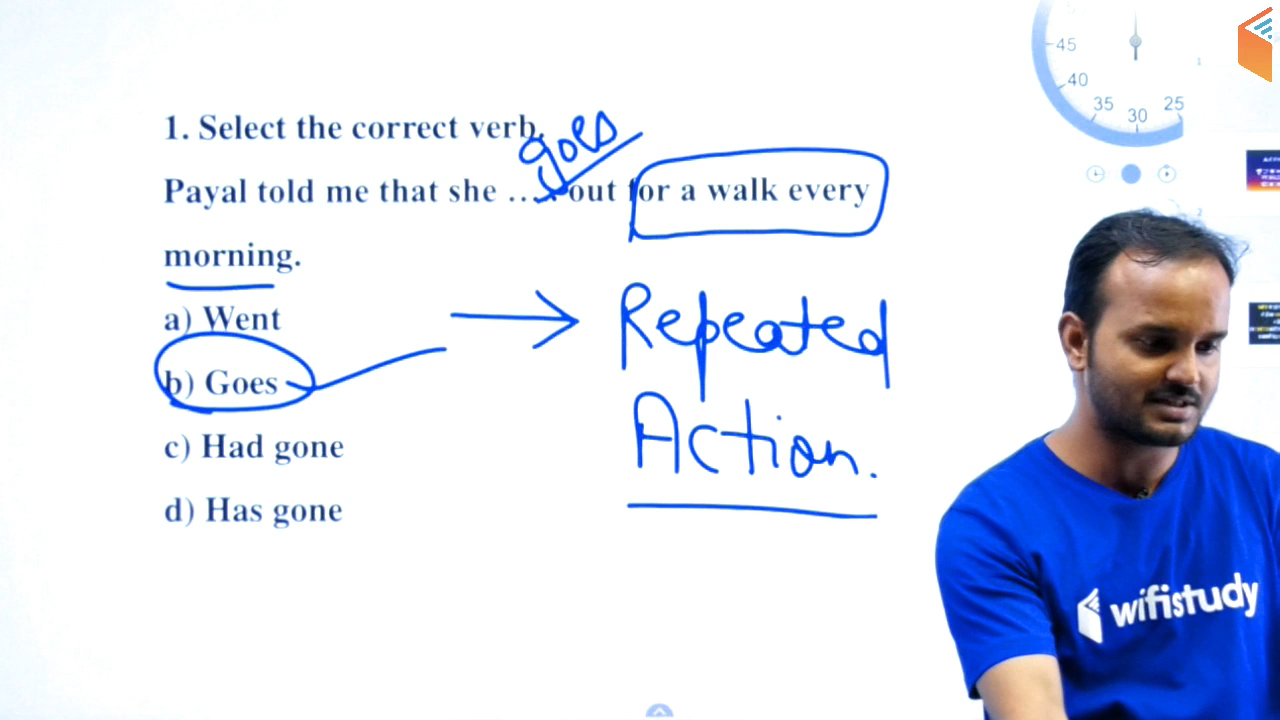 1. Select the correct verb.
goes
Payal told me that she .... out for a walk every
morning.
a) Went
b) Goes
c) Had gone
d) Has gone
Repeated
Action.
45
40
35
30
25
wifistudy